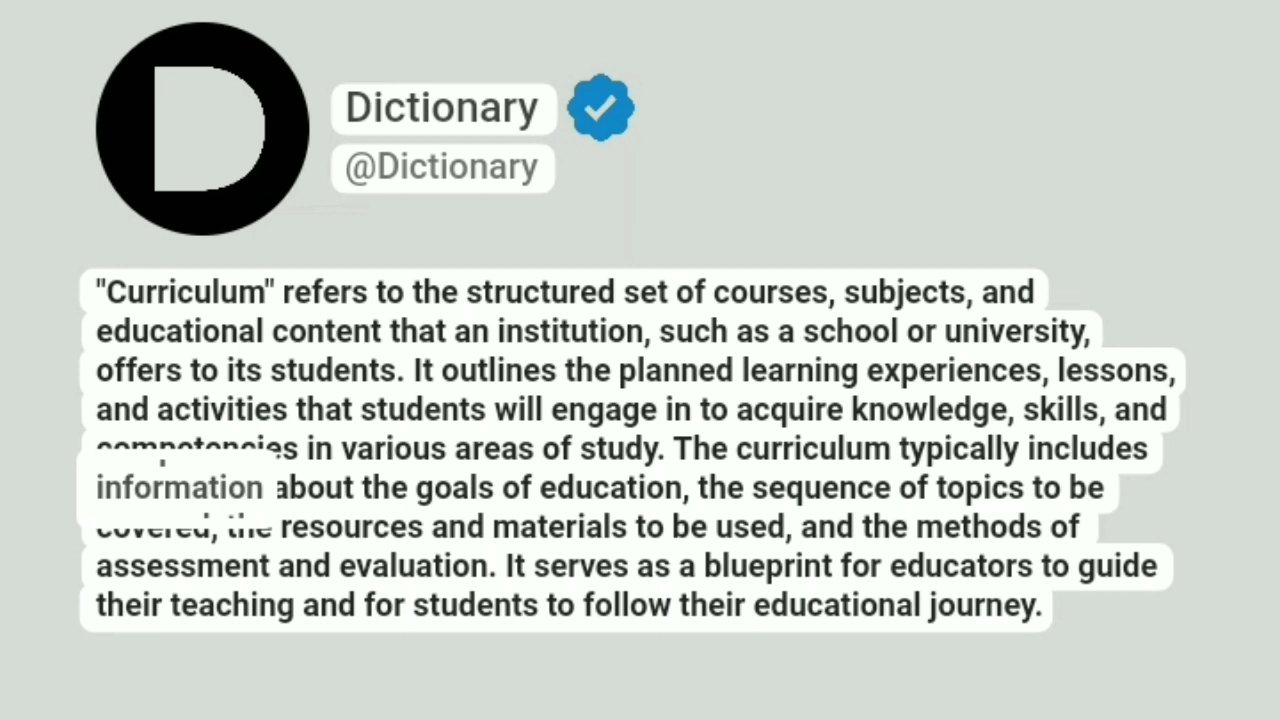 D
Dictionary
@Dictionary
"Curriculum" refers to the structured set of courses, subjects, and
educational content that an institution, such as a school or university,
offers to its students. It outlines the planned learning experiences, lessons,
and activities that students will engage in to acquire knowledge, skills, and
competencies in various areas of study. The curriculum typically includes
information about the goals of education, the sequence of topics to be
covered, the resources and materials to be used, and the methods of
assessment and evaluation. It serves as a blueprint for educators to guide
their teaching and for students to follow their educational journey.